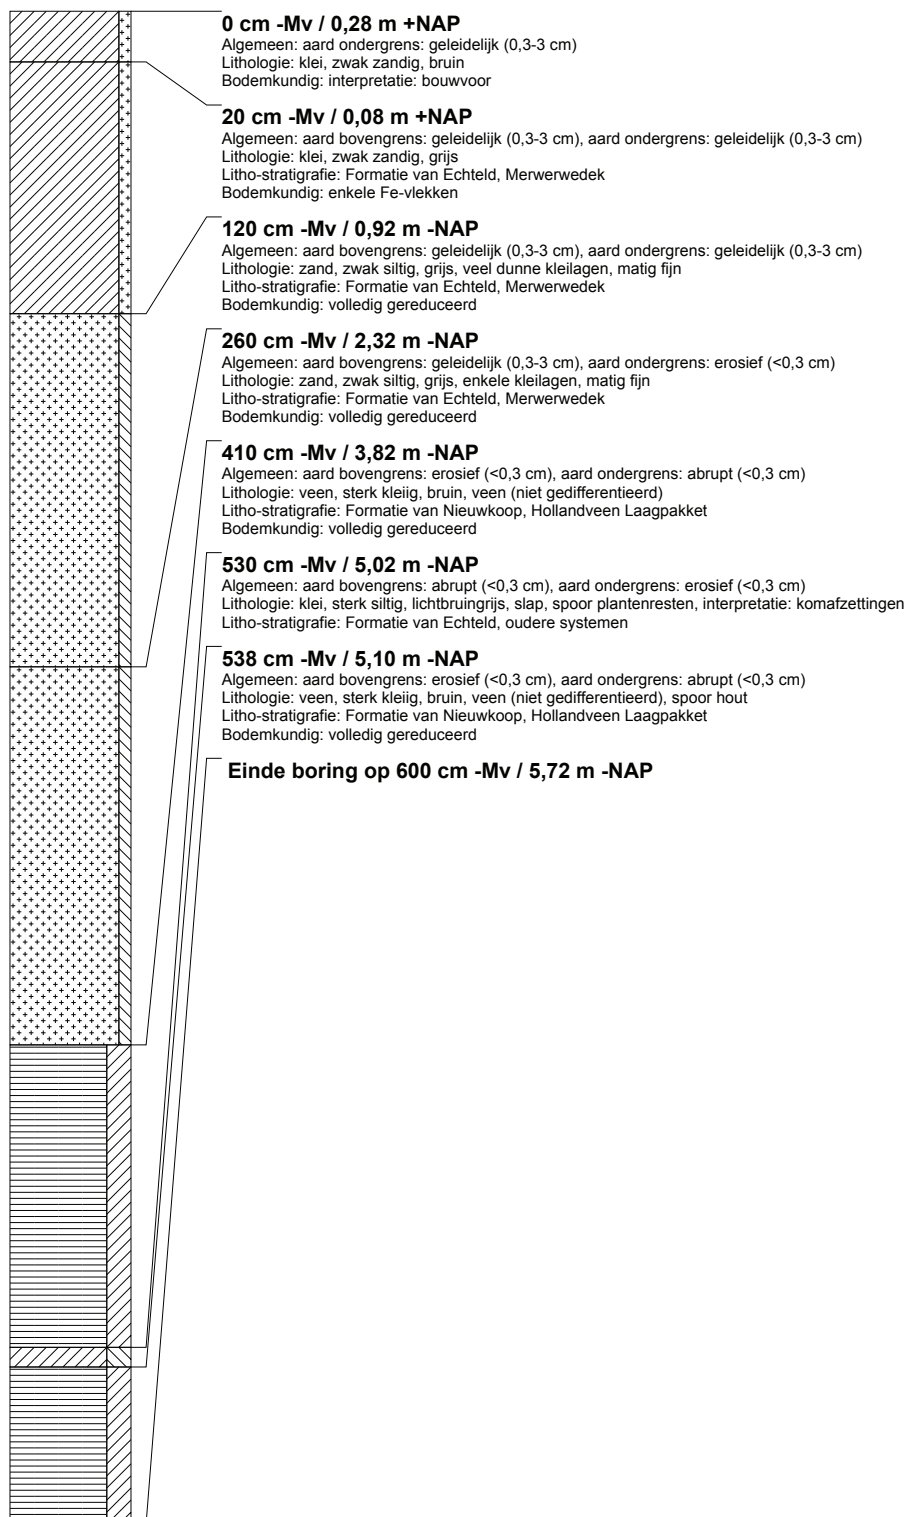 0 cm -Mv / 0,28 m +NAP
Algemeen: aard ondergrens: geleidelijk (0,3-3 cm)
Lithologie: klei, zwak zandig, bruin
Bodemkundig: interpretatie: bouwvoor
20 cm -Mv / 0,08 m +NAP
Algemeen: aard bovengrens: geleidelijk (0,3-3 cm), aard ondergrens: geleidelijk (0,3-3 cm)
Lithologie: klei, zwak zandig, grijs
Litho-stratigrafie: Formatie van Echteld, Merwerwedek
Bodemkundig: enkele Fe-vlekken
120 cm -Mv / 0,92 m -NAP
Algemeen: aard bovengrens: geleidelijk (0,3-3 cm), aard ondergrens: geleidelijk (0,3-3 cm)
Lithologie: zand, zwak siltig, grijs, veel dunne kleilagen, matig fijn
Litho-stratigrafie: Formatie van Echteld, Merwerwedek
Bodemkundig: volledig gereduceerd
260 cm -Mv / 2,32 m -NAP
Algemeen: aard bovengrens: geleidelijk (0,3-3 cm), aard ondergrens: erosief (<0,3 cm)
Lithologie: zand, zwak siltig, grijs, enkele kleilagen, matig fijn
Litho-stratigrafie: Formatie van Echteld, Merwerwedek
Bodemkundig: volledig gereduceerd
410 cm -Mv / 3,82 m -NAP
Algemeen: aard bovengrens: erosief (<0,3 cm), aard ondergrens: abrupt (<0,3 cm)
Lithologie: veen, sterk kleiig, bruin, veen (niet gedifferentieerd)
Litho-stratigrafie: Formatie van Nieuwkoop, Hollandveen Laagpakket
Bodemkundig: volledig gereduceerd
530 cm -Mv / 5,02 m -NAP
Algemeen: aard bovengrens: abrupt (<0,3 cm), aard ondergrens: erosief (<0,3 cm)
Lithologie: klei, sterk siltig, lichtbruingrijs, slap, spoor plantenresten, interpretatie: komafzettingen
Litho-stratigrafie: Formatie van Echteld, oudere systemen
538 cm -Mv / 5,10 m -NAP
Algemeen: aard bovengrens: erosief (<0,3 cm), aard ondergrens: abrupt (<0,3 cm)
Lithologie: veen, sterk kleiig, bruin, veen (niet gedifferentieerd), spoor hout
Litho-stratigrafie: Formatie van Nieuwkoop, Hollandveen Laagpakket
Bodemkundig: volledig gereduceerd
Einde boring op 600 cm -Mv / 5,72 m -NAP